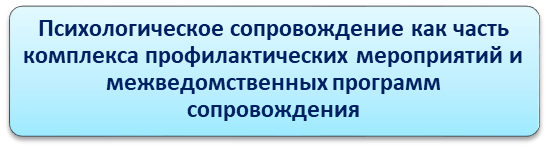 Психологическое сопровождение как часть
комплекса профилактических мероприятий и
межведомственных программ
сопровождения